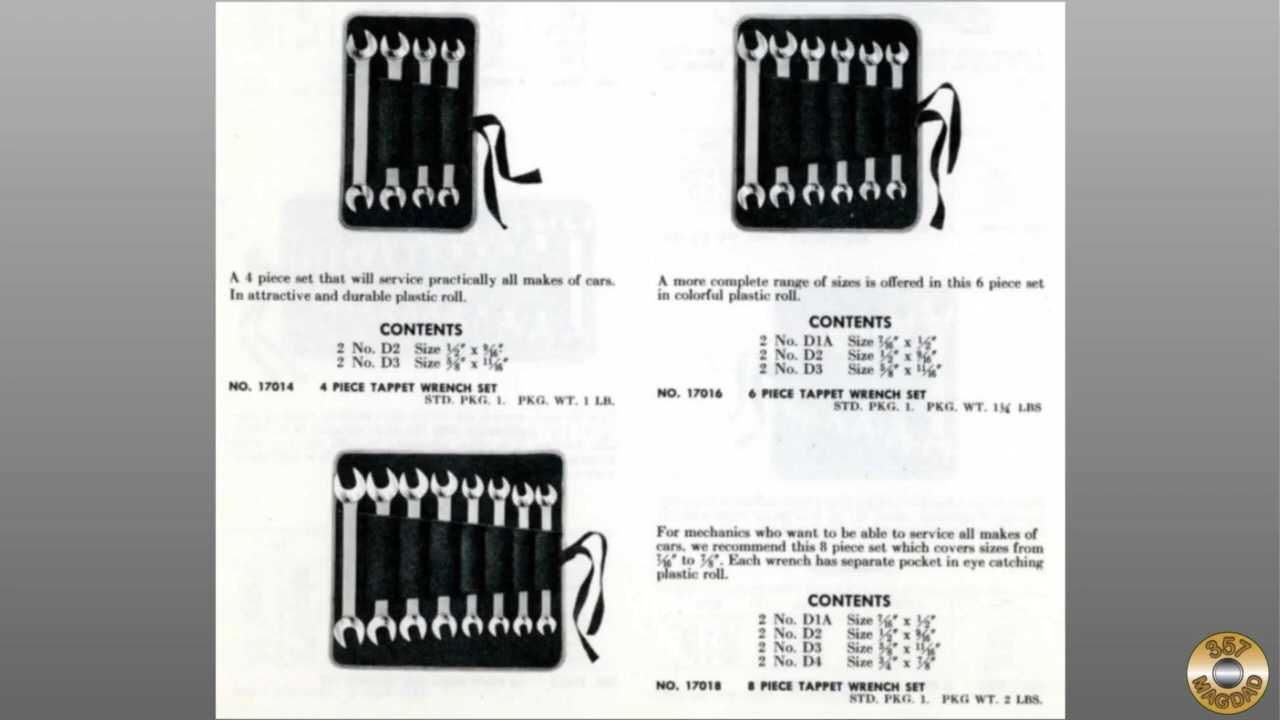 A 4 piece set that will service practically all makes of cars.
In attractive and durable plastic roll.
CONTENTS
2 No. D2 Size ½" x 9/16"
2 No. D3 Size ⅝" x 11/16"
NO. 17014 4 PIECE TAPPET WRENCH SET
STD. PKG. 1. PKG. WT. 1 LB.
A more complete range of sizes is offered in this 6 piece set
in colorful plastic roll.
CONTENTS
2 No. D1A Size 7/16" x ½"
2 No. D2 Size ½" x 9/16"
2 No. D3 Size ⅝" x 11/16"
NO. 17016 6 PIECE TAPPET WRENCH SET
STD. PKG. 1. PKG. WT. LBS
For mechanics who want to be able to service all makes of
cars, we recommend this 8 piece set which covers sizes from
7/16" to ⅞". Each wrench has separate pocket in eye catching
plastic roll.
CONTENTS
2 No. D1A Size 7/16" x ½"
2 No. D2 Size ½" x 9/16"
2 No. D3 Size ⅝" x 11/16"
2 No. D4 Size ¾" x ⅞"
NO. 17018 8 PIECE TAPPET WRENCH SET
STD. PKG. 1. PKG WT. 2 LBS.
357
MAGDAD